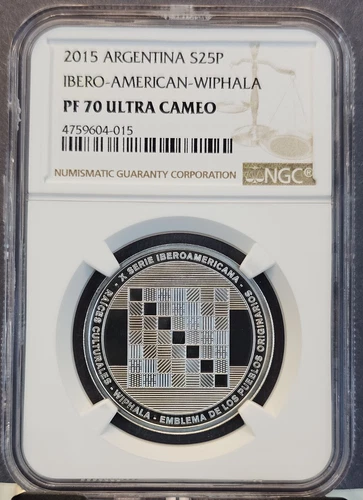 2015 ARGENTINA S25P
IBERO-AMERICAN-WIPHALA
PF 70 ULTRA CAMEO
4759604-015
NUMISMATIC GUARANTY CORPORATION
NGC®
· X SERIE IBEROAMERICANA ·
RAÍCES CULTURALES - WIPHALA - EMBLEMA DE LOS PUEBLOS ORIGINARIOS